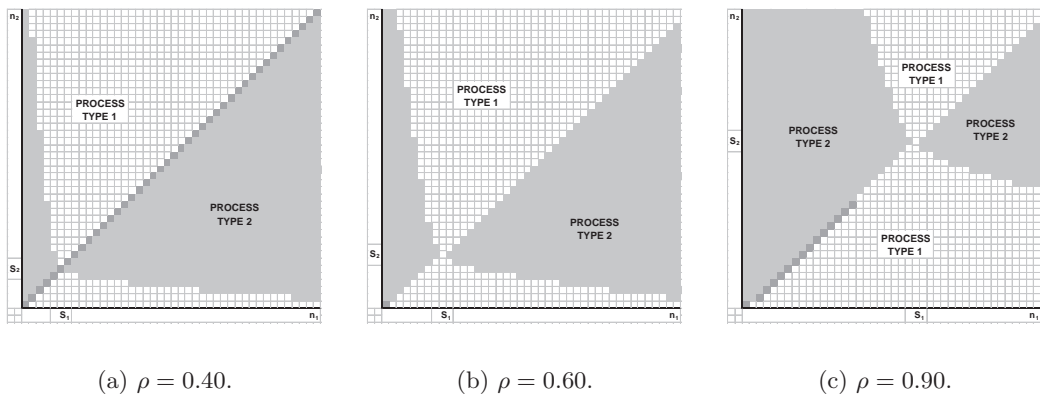 n₂
PROCESS
TYPE 1
PROCESS
TYPE 2
S₂
S₁
n₁
n₂
PROCESS
TYPE 1
PROCESS
TYPE 2
S₂
S₁
n₁
n₂
PROCESS
TYPE 1
PROCESS
TYPE 2
PROCESS
TYPE 2
S₂
PROCESS
TYPE 1
S₁
n₁
(a) ρ = 0.40.
(b) ρ = 0.60.
(c) ρ = 0.90.